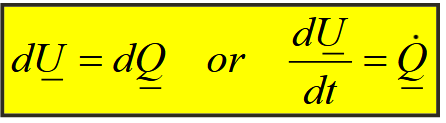 dU̲ = dQ̲ or dU̲/dt = Q̲̇